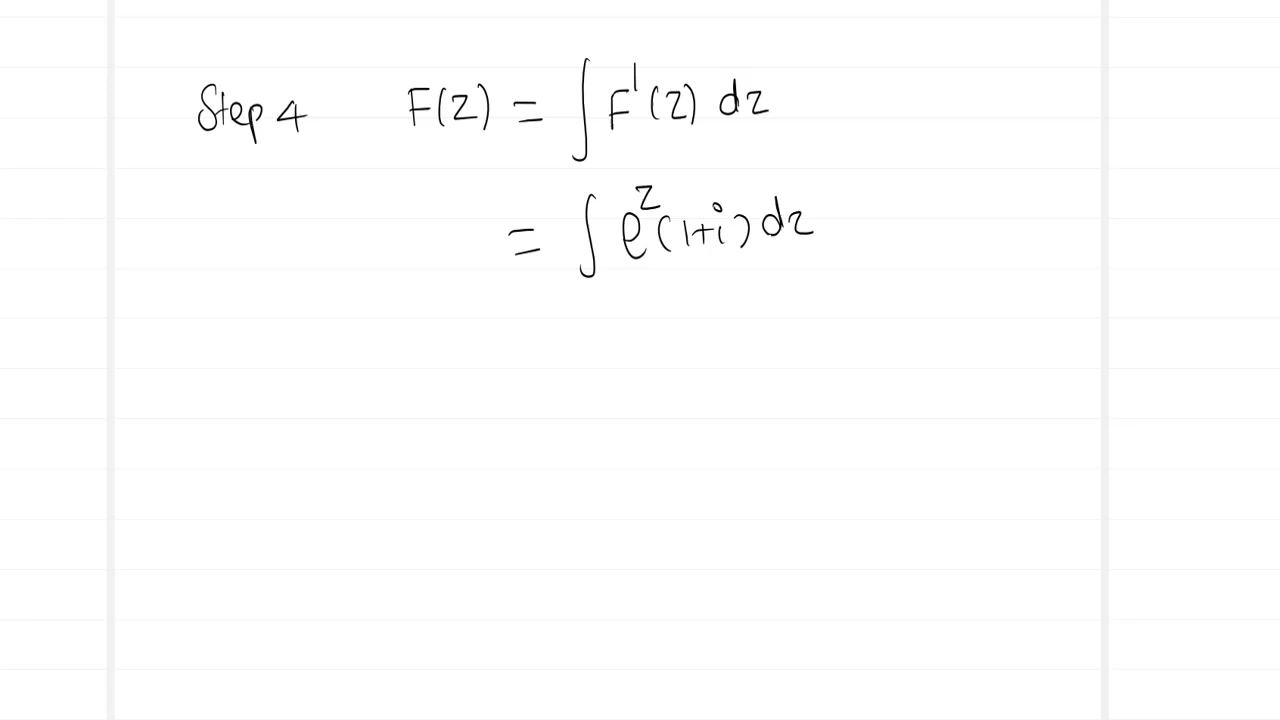 Step 4 F(z) = ∫ F'(z) dz
= ∫ e^z (1+i) dz